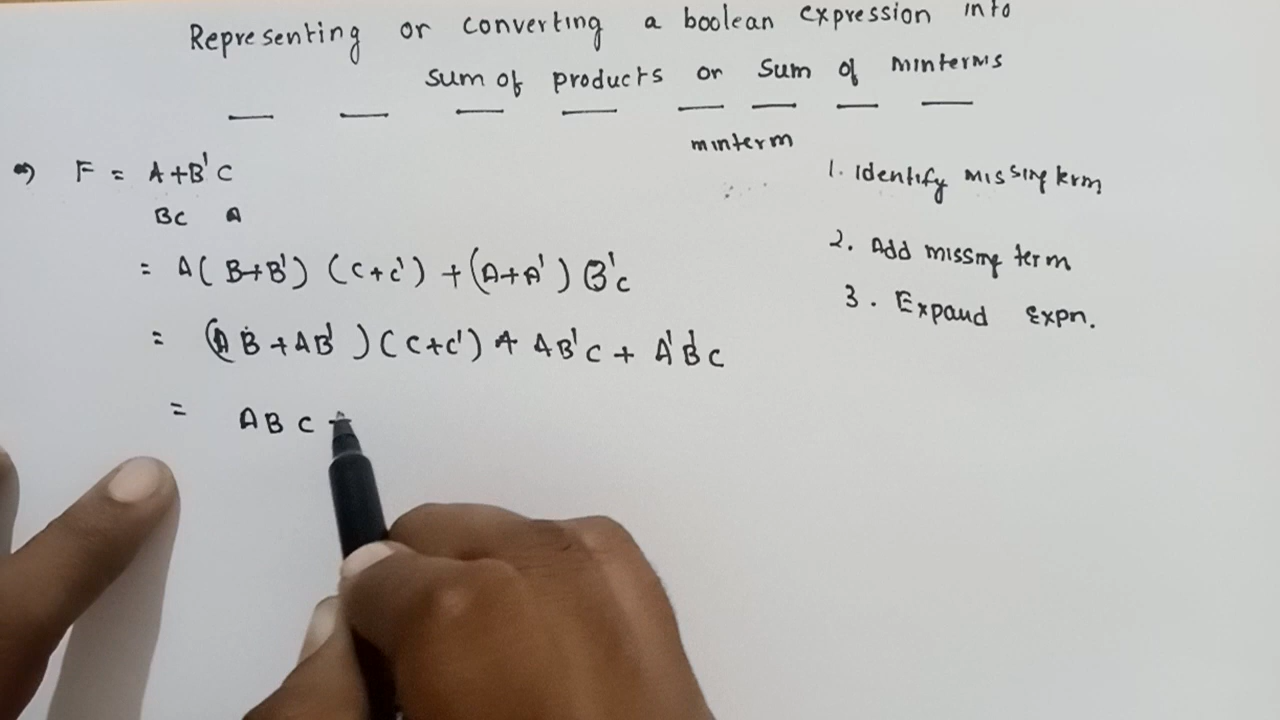 Representing or converting a boolean expression into
sum of products or sum of minterms
minterm
⇒ F = A+B'C
BC A
= A(B+B')(C+C')+(A+A')B'C
= (AB+AB')(C+C')+AB'C+A'B'C
= ABC +
1. Identify missing term
2. Add missing term
3. Expand Expn.